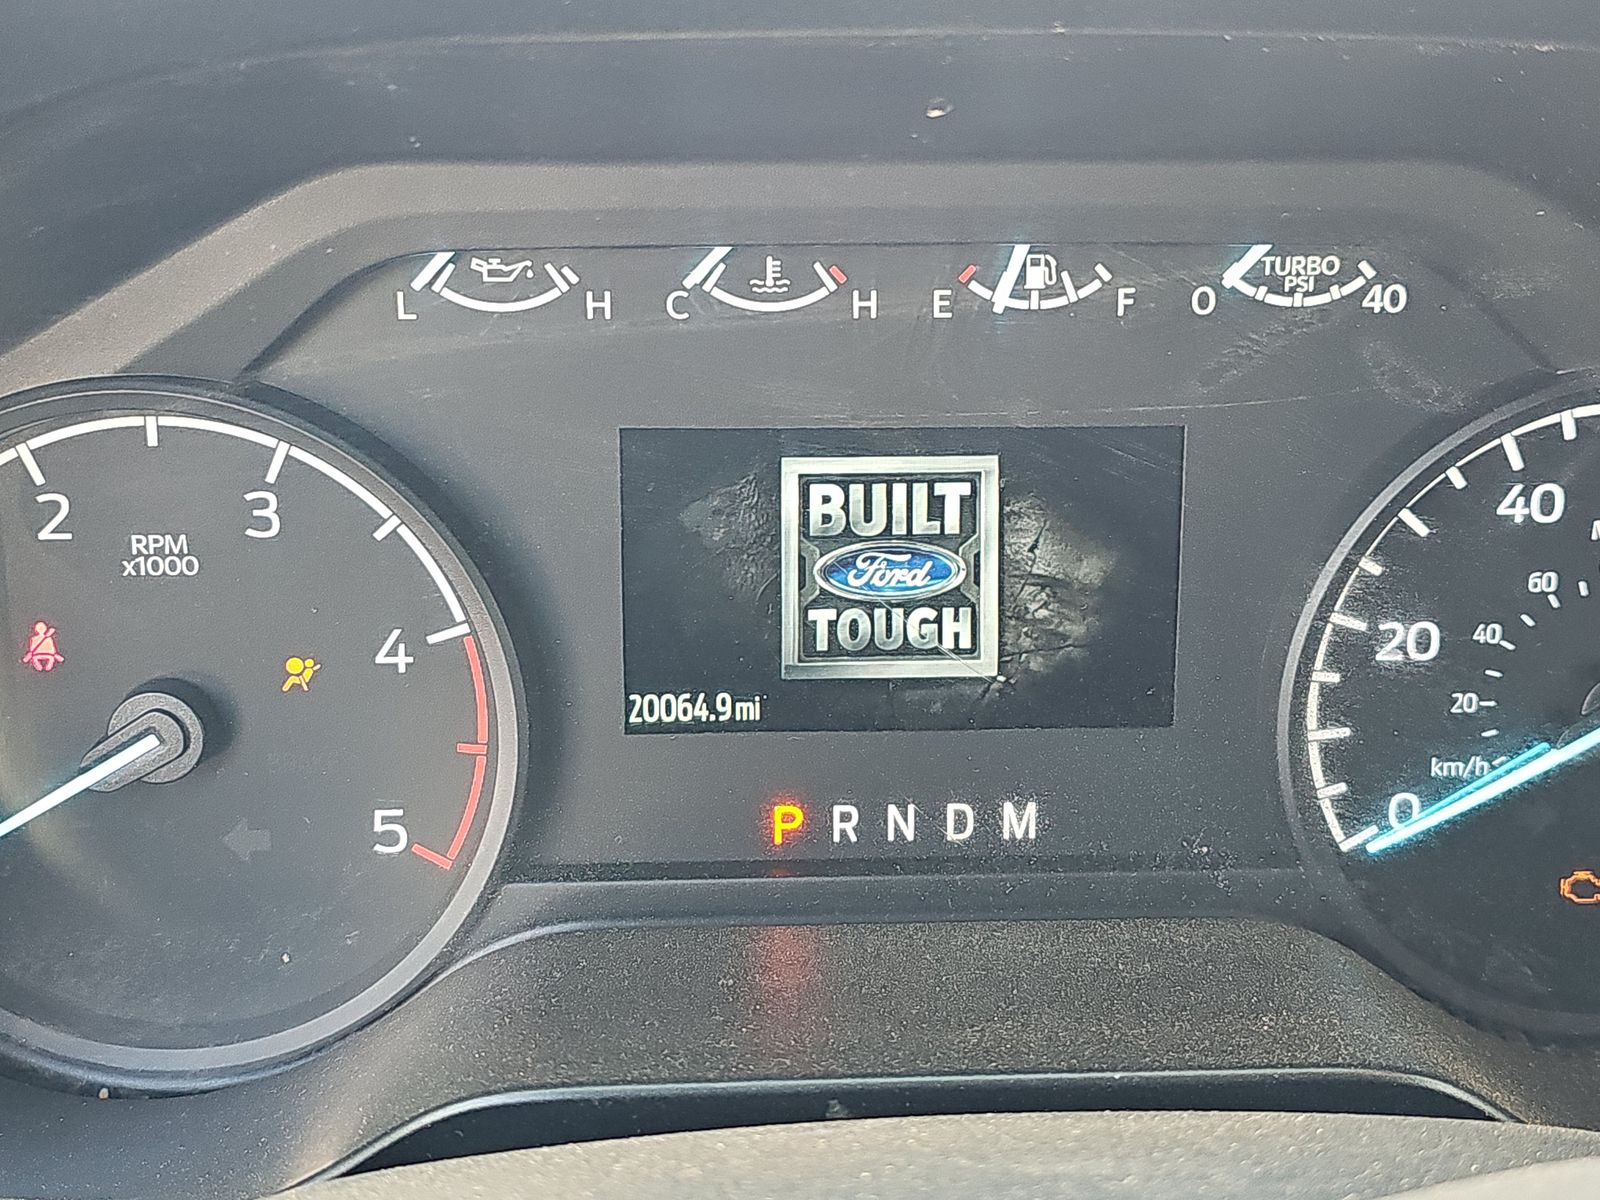 L H
C H
E F
0 TURBO PSI 40
2
3
4
5
RPM
x1000
BUILT
Ford
TOUGH
20064.9mi
P R N D M
40
20
0
60
40
20
km/h